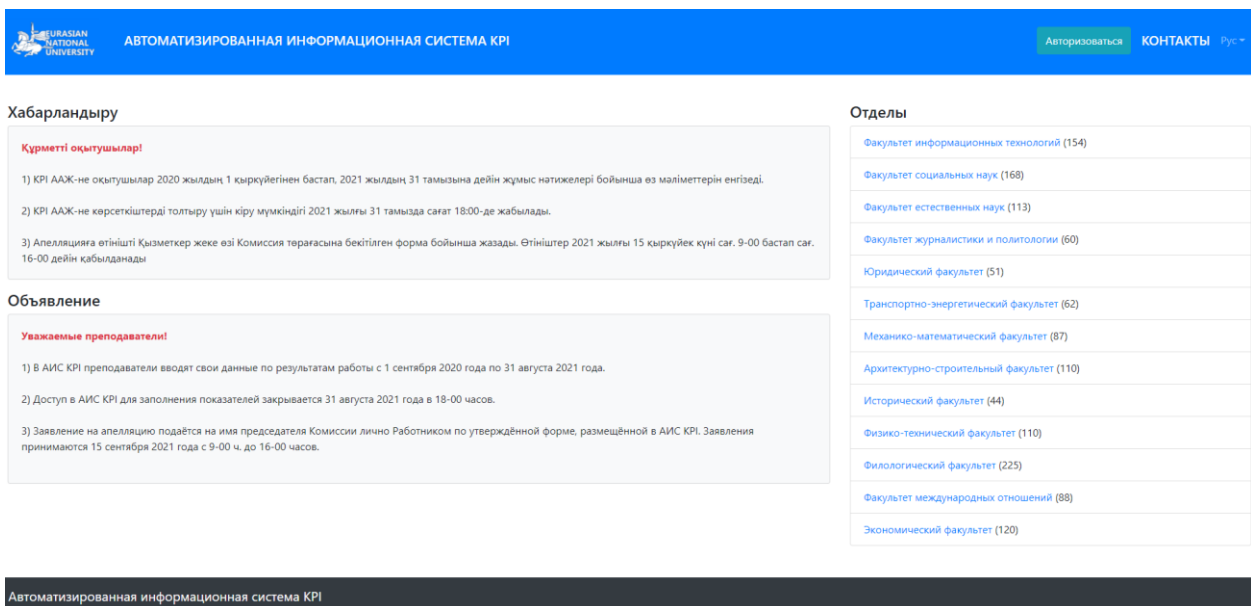 EURASIAN
NATIONAL
UNIVERSITY
АВТОМАТИЗИРОВАННАЯ ИНФОРМАЦИОННАЯ СИСТЕМА KPI
Авторизоваться
КОНТАКТЫ
Рус
Хабарландыру
Құрметті оқытушылар!
1) KPI ААЖ-не оқытушылар 2020 жылдың 1 қыркүйегінен бастап, 2021 жылдың 31 тамызына дейін жұмыс нәтижелері бойынша өз мәліметтерін енгізеді.
2) KPI ААЖ-не көрсеткіштерді толтыру үшін кіру мүмкіндігі 2021 жылғы 31 тамызда сағат 18:00-де жабылады.
3) Апелляцияға өтінішті Қызметкер жеке өзі Комиссия төрағасына бекітілген форма бойынша жазады. Өтініштер 2021 жылғы 15 қыркүйек күні сағ. 9-00 бастап сағ.
16-00 дейін қабылданады
Объявление
Уважаемые преподаватели!
1) В АИС KPI преподаватели вводят свои данные по результатам работы с 1 сентября 2020 года по 31 августа 2021 года.
2) Доступ в АИС KPI для заполнения показателей закрывается 31 августа 2021 года в 18-00 часов.
3) Заявление на апелляцию подаётся на имя председателя Комиссии лично Работником по утверждённой форме, размещённой в АИС KPI. Заявления
принимаются 15 сентября 2021 года с 9-00 ч. до 16-00 часов.
Отделы
Факультет информационных технологий (154)
Факультет социальных наук (168)
Факультет естественных наук (113)
Факультет журналистики и политологии (60)
Юридический факультет (51)
Транспортно-энергетический факультет (62)
Механико-математический факультет (87)
Архитектурно-строительный факультет (110)
Исторический факультет (44)
Физико-технический факультет (110)
Филологический факультет (225)
Факультет международных отношений (88)
Экономический факультет (120)
Автоматизированная информационная система KPI